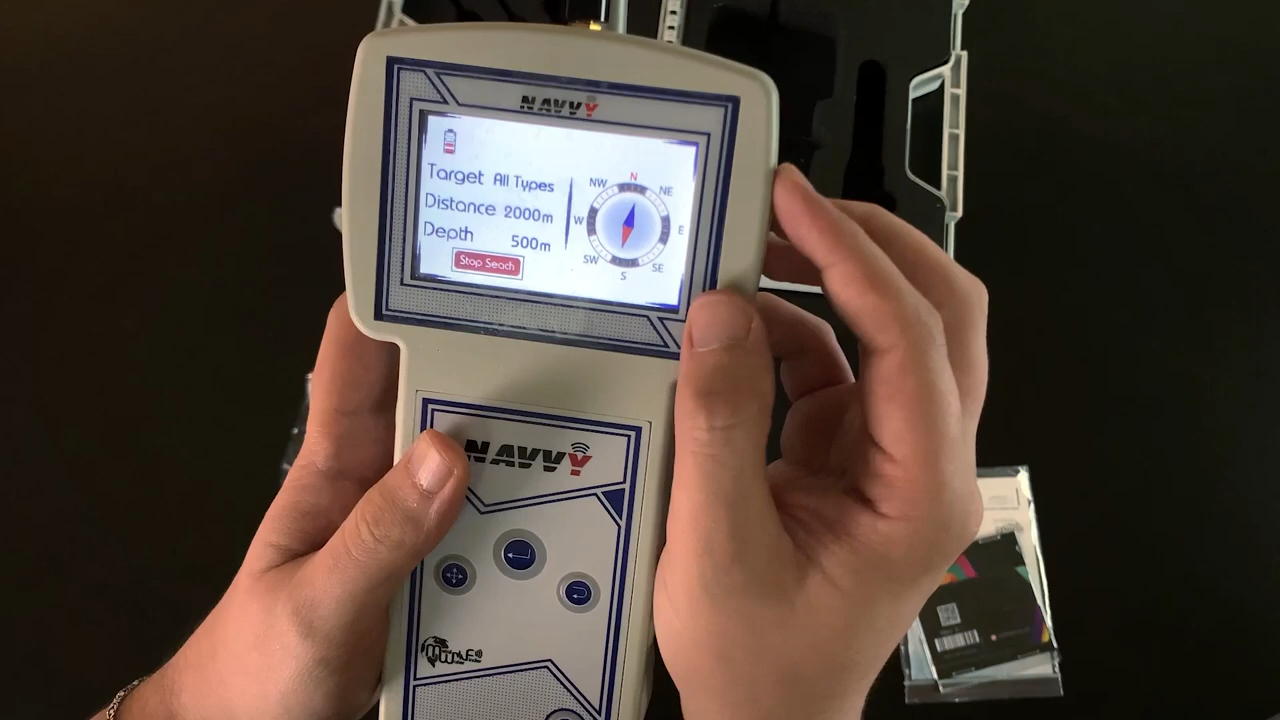 NAVVY
Target All Types
Distance 2000m
Depth 500m
Stop Seach
N
NW NE
W E
SW SE
S
NAVVY